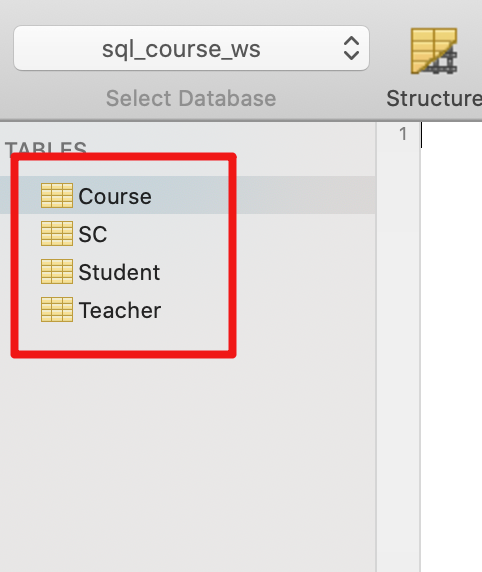 sql_course_ws
Select Database
Structure
TABLES
1
Course
SC
Student
Teacher